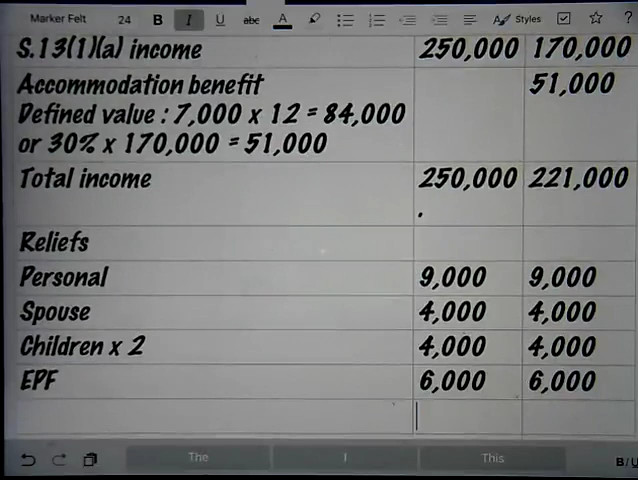 Marker Felt 24 B I U abc A Styles ?
S.13(1)(a) income 250,000 170,000
Accommodation benefit 51,000
Defined value : 7,000 x 12 = 84,000
or 30% x 170,000 = 51,000
Total income 250,000 221,000
.
Reliefs
Personal 9,000 9,000
Spouse 4,000 4,000
Children x 2 4,000 4,000
EPF 6,000 6,000
The I This B/U